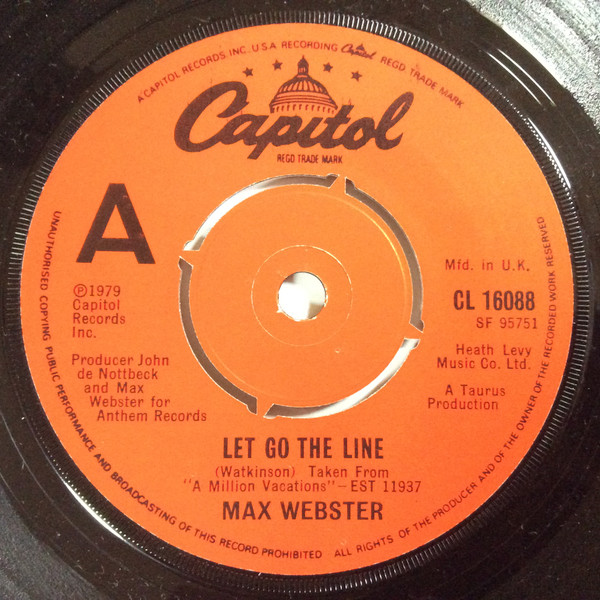 A CAPITOL RECORDS INC. U.S.A RECORDING Capitol REGD TRADE MARK
Capitol
REGD TRADE MARK
A
℗1979
Capitol
Records
Inc.
Producer John
de Nottbeck
and Max
Webster for
Anthem Records
Mfd. in U.K.
CL 16088
SF 95751
Heath Levy
Music Co. Ltd.
A Taurus
Production
LET GO THE LINE
(Watkinson) Taken From
"A Million Vacations"–EST 11937
MAX WEBSTER
UNAUTHORISED COPYING PUBLIC PERFORMANCE AND BROADCASTING OF THIS RECORD PROHIBITED ALL RIGHTS OF THE PRODUCER AND OF THE OWNER OF THE RECORDED WORK RESERVED